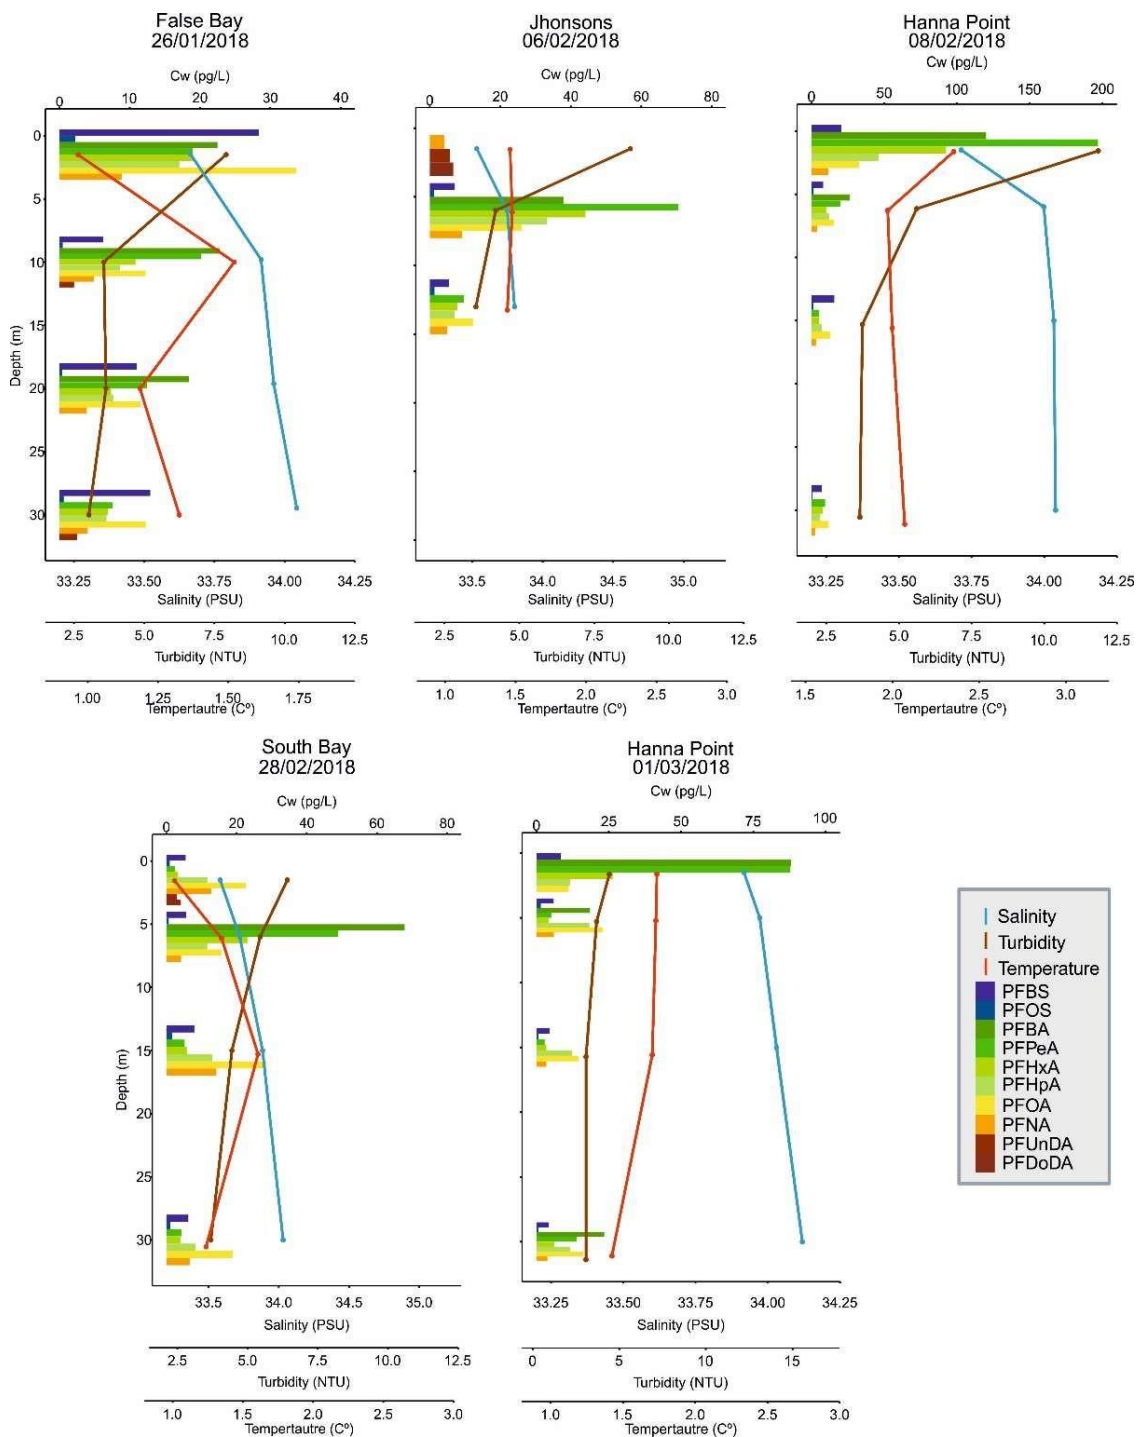 False Bay
26/01/2018
Cw (pg/L)
0 10 20 30 40
Depth (m)
0
5
10
15
20
25
30
33.25 33.50 33.75 34.00 34.25
Salinity (PSU)
2.5 5.0 7.5 10.0 12.5
Turbidity (NTU)
1.00 1.25 1.50 1.75
Tempertautre (Cº)
Jhonsons
06/02/2018
Cw (pg/L)
0 20 40 60 80
33.5 34.0 34.5 35.0
Salinity (PSU)
2.5 5.0 7.5 10.0 12.5
Turbidity (NTU)
1.0 1.5 2.0 2.5 3.0
Tempertautre (Cº)
Hanna Point
08/02/2018
Cw (pg/L)
0 50 100 150 200
33.25 33.50 33.75 34.00 34.25
Salinity (PSU)
2.5 5.0 7.5 10.0 12.5
Turbidity (NTU)
1.5 2.0 2.5 3.0
Tempertautre (Cº)
South Bay
28/02/2018
Cw (pg/L)
0 20 40 60 80
Depth (m)
0
5
10
15
20
25
30
33.5 34.0 34.5 35.0
Salinity (PSU)
2.5 5.0 7.5 10.0 12.5
Turbidity (NTU)
1.0 1.5 2.0 2.5 3.0
Tempertautre (Cº)
Hanna Point
01/03/2018
Cw (pg/L)
0 25 50 75 100
33.25 33.50 33.75 34.00 34.25
Salinity (PSU)
0 5 10 15
Turbidity (NTU)
1.0 1.5 2.0 2.5 3.0
Tempertautre (Cº)
Salinity
Turbidity
Temperature
PFBS
PFOS
PFBA
PFPeA
PFHxA
PFHpA
PFOA
PFNA
PFUnDA
PFDoDA